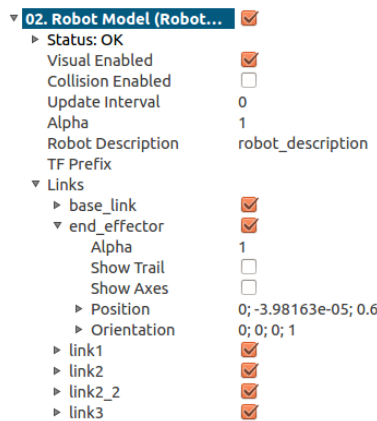 02. Robot Model (Robot...
Status: OK
Visual Enabled
Collision Enabled
Update Interval 0
Alpha 1
Robot Description robot_description
TF Prefix
Links
base_link
end_effector
Alpha 1
Show Trail
Show Axes
Position 0; -3.98163e-05; 0.6
Orientation 0; 0; 0; 1
link1
link2
link2_2
link3